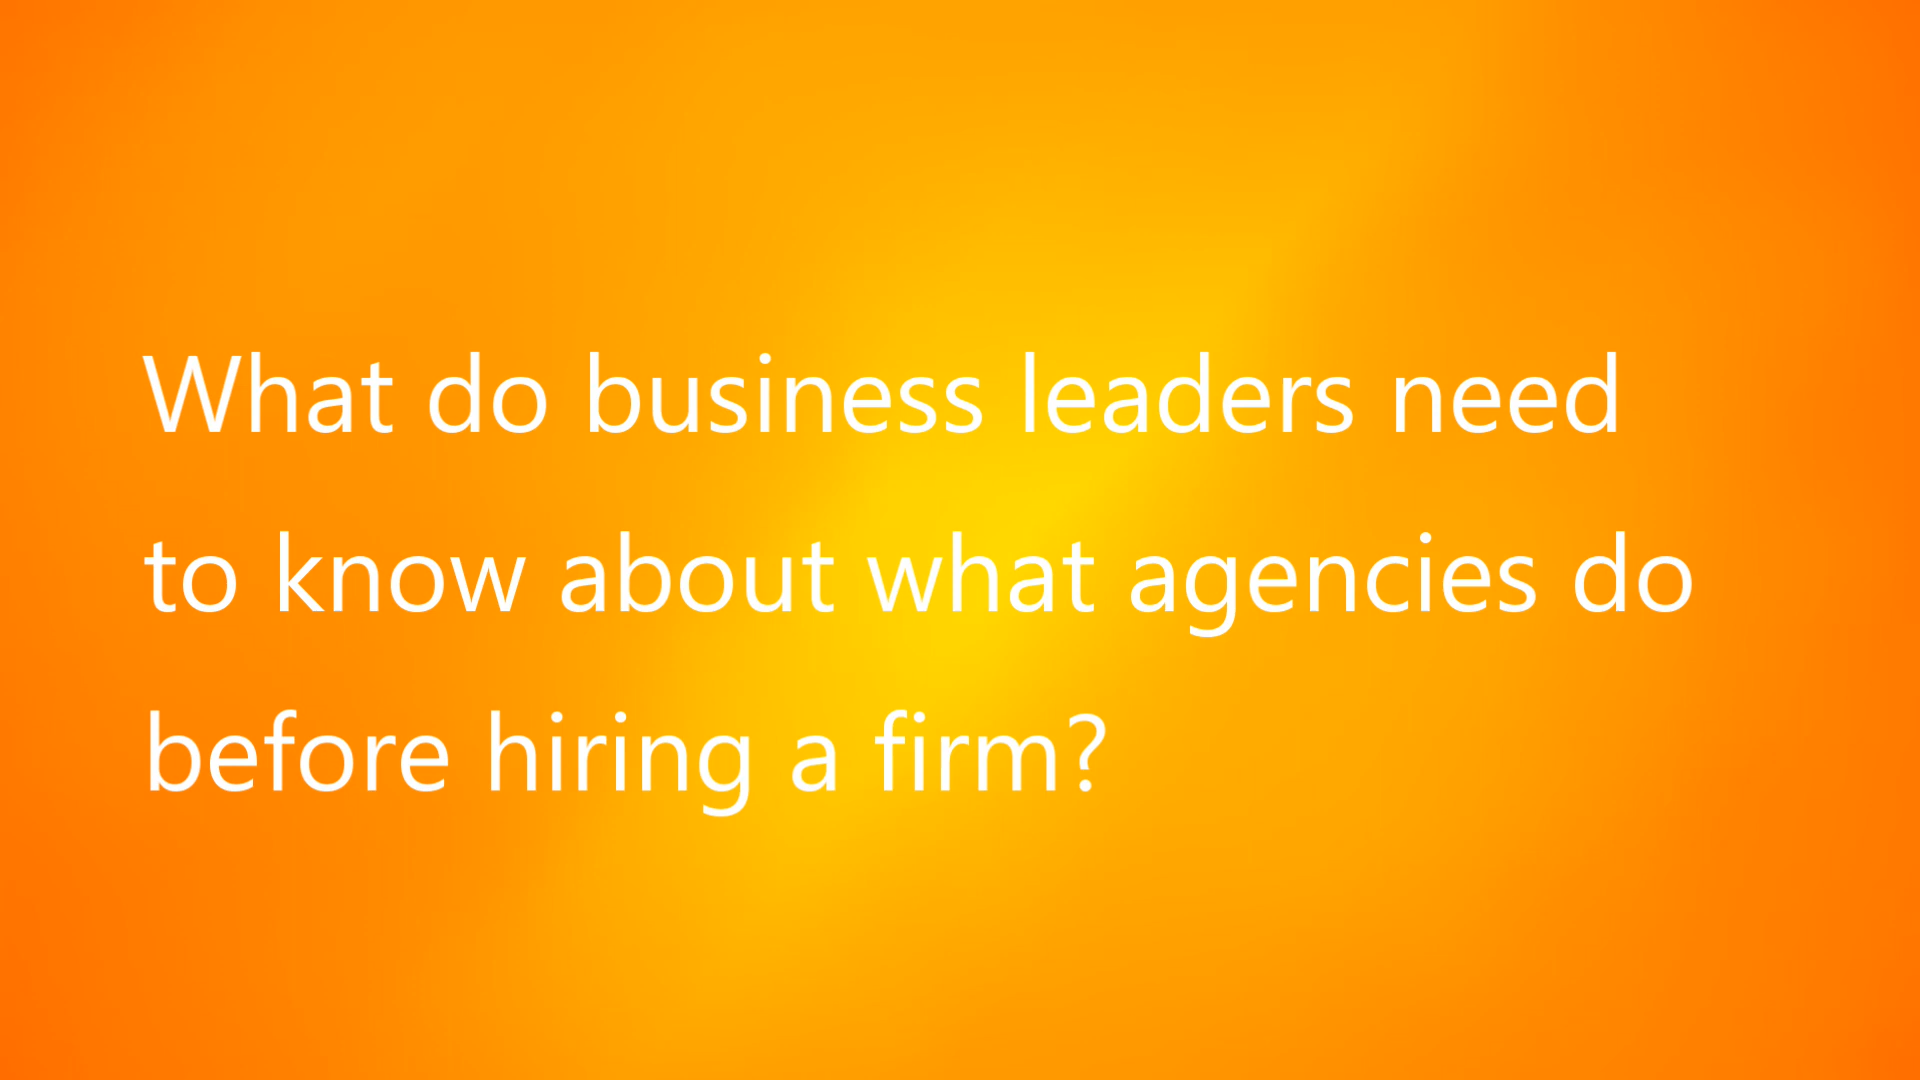 What do business leaders need
to know about what agencies do
before hiring a firm?